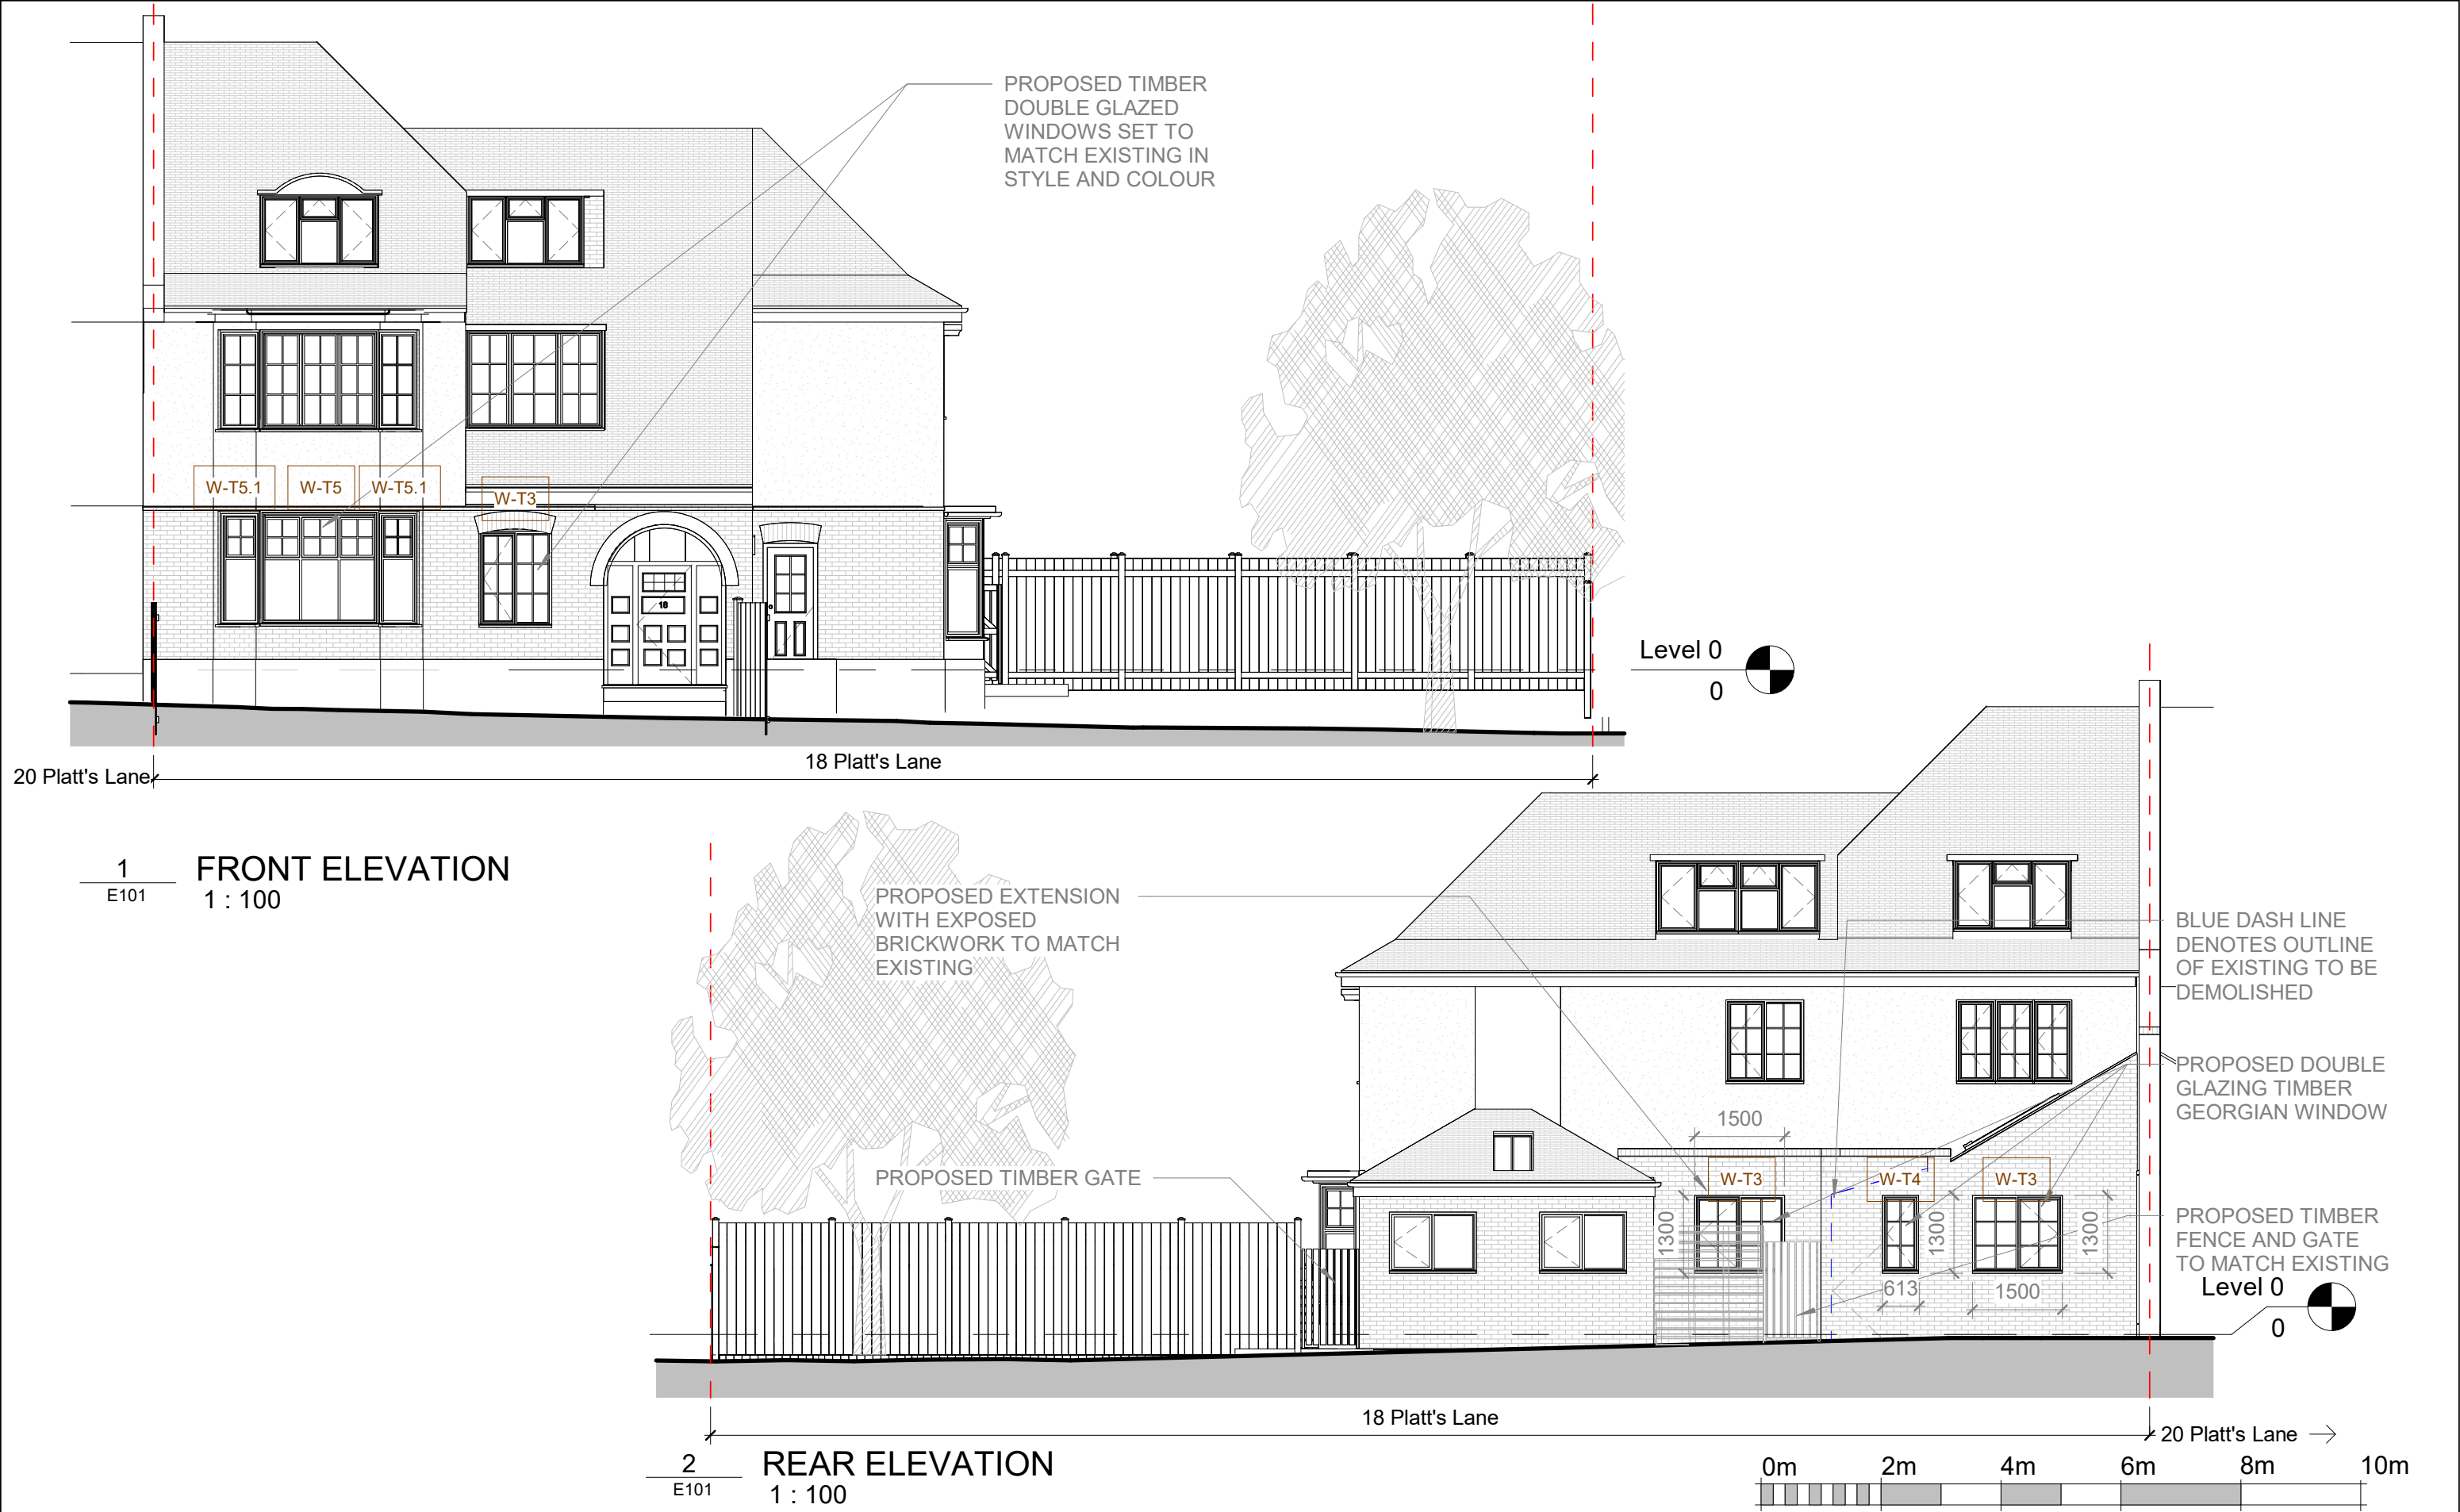 PROPOSED TIMBER
DOUBLE GLAZED
WINDOWS SET TO
MATCH EXISTING IN
STYLE AND COLOUR
W-T5.1
W-T5
W-T5.1
W-T3
18
Level 0
0
20 Platt's Lane
18 Platt's Lane
1
E101
FRONT ELEVATION
1 : 100
PROPOSED EXTENSION
WITH EXPOSED
BRICKWORK TO MATCH
EXISTING
BLUE DASH LINE
DENOTES OUTLINE
OF EXISTING TO BE
DEMOLISHED
PROPOSED DOUBLE
GLAZING TIMBER
GEORGIAN WINDOW
1500
PROPOSED TIMBER GATE
W-T3
W-T4
W-T3
1300
1300
1300
PROPOSED TIMBER
FENCE AND GATE
TO MATCH EXISTING
613
1500
Level 0
0
18 Platt's Lane
20 Platt's Lane
2
E101
REAR ELEVATION
1 : 100
0m
2m
4m
6m
8m
10m